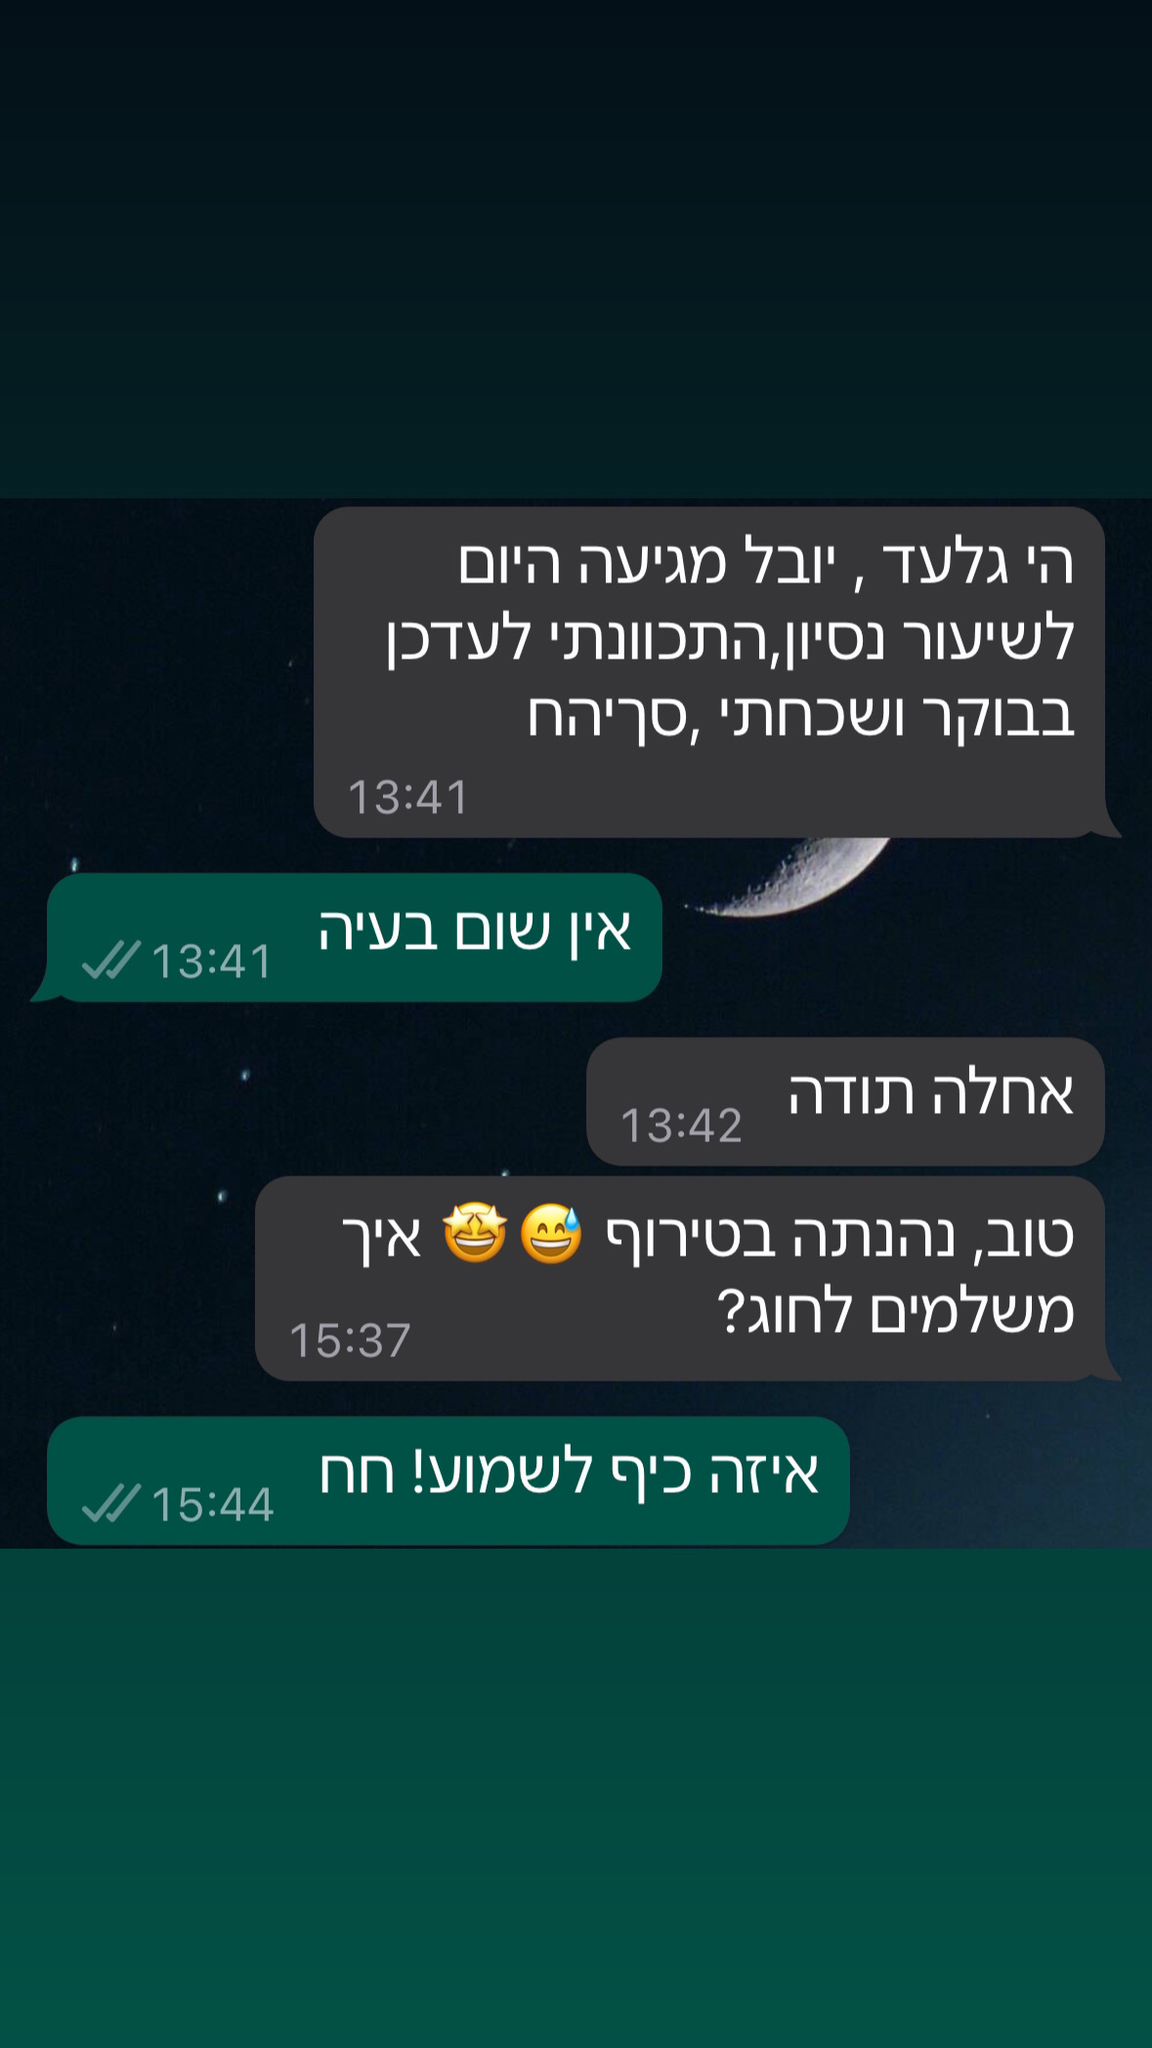 הי גלעד , יובל מגיעה היום
לשיעור נסיון,התכוונתי לעדכן
בבוקר ושכחתי ,סךיהח
13:41
אין שום בעיה
13:41
אחלה תודה
13:42
טוב, נהנתה בטירוף 😅🤩 איך
משלמים לחוג?
15:37
איזה כיף לשמוע! חח
15:44